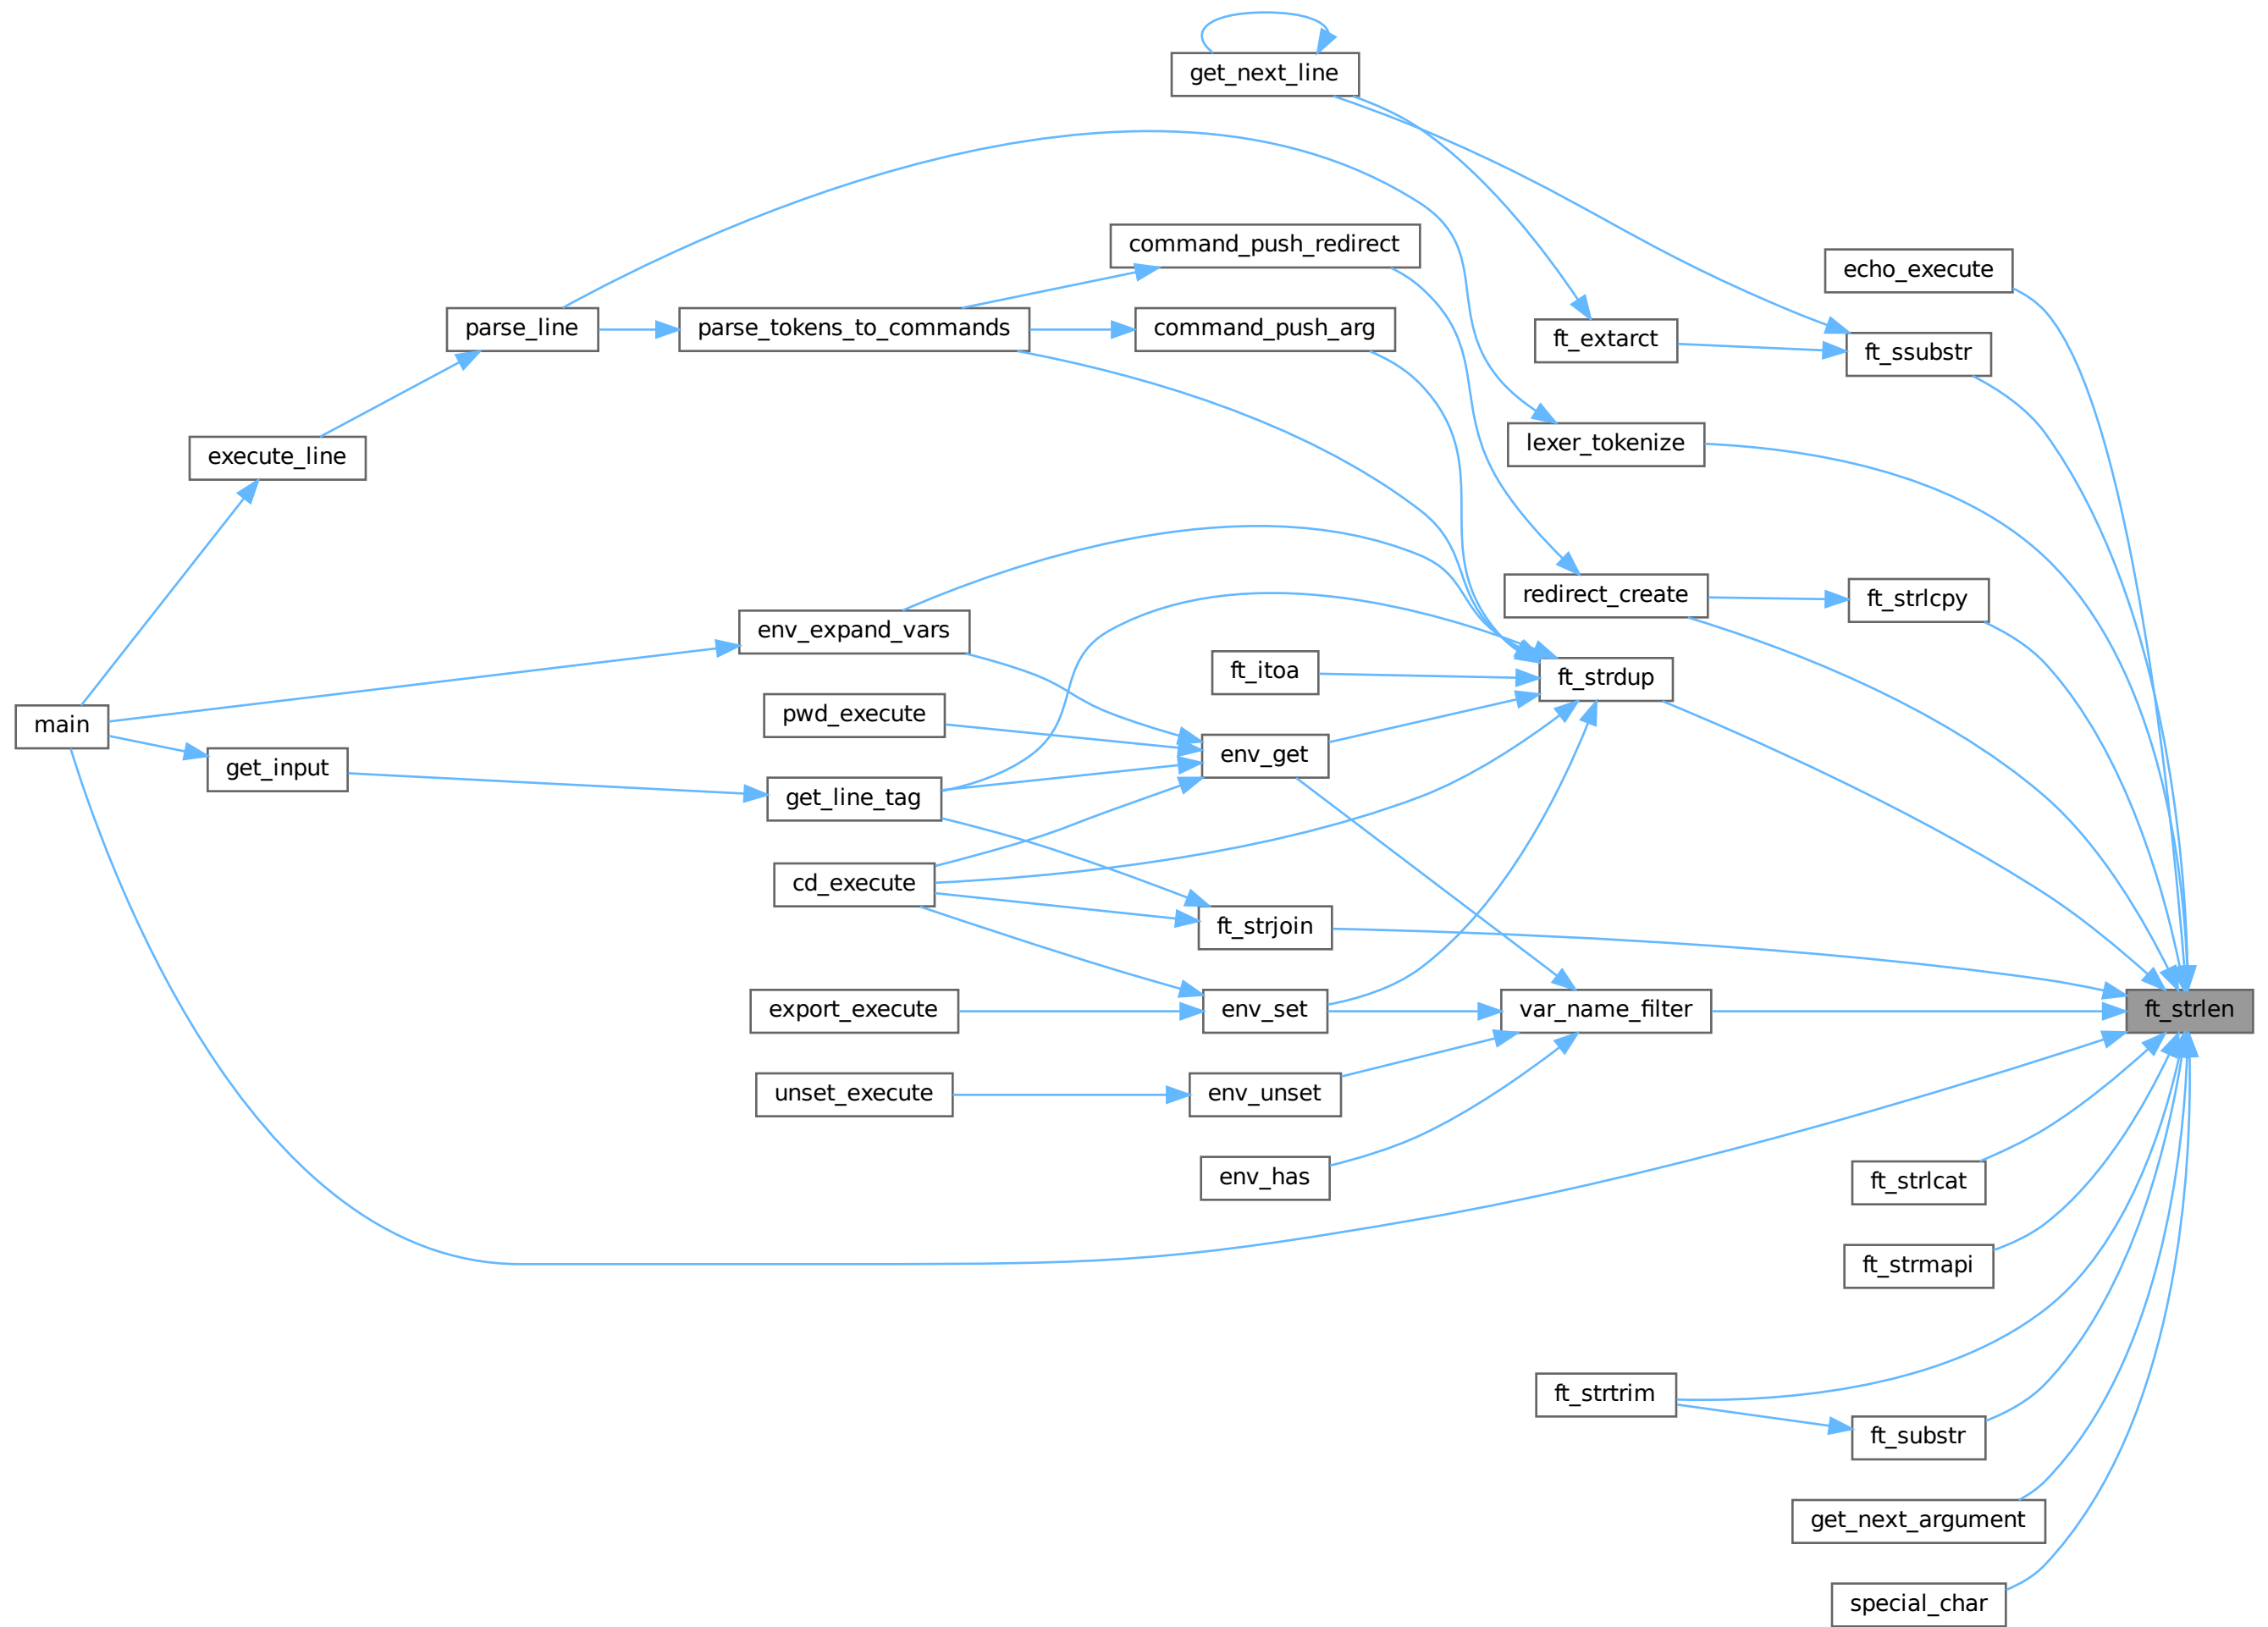 get_next_line
command_push_redirect
echo_execute
parse_line
parse_tokens_to_commands
command_push_arg
ft_extarct
ft_ssubstr
execute_line
lexer_tokenize
redirect_create
ft_strlcpy
env_expand_vars
ft_itoa
ft_strdup
main
pwd_execute
get_input
env_get
get_line_tag
cd_execute
ft_strjoin
export_execute
env_set
var_name_filter
ft_strlen
unset_execute
env_unset
env_has
ft_strlcat
ft_strmapi
ft_strtrim
ft_substr
get_next_argument
special_char